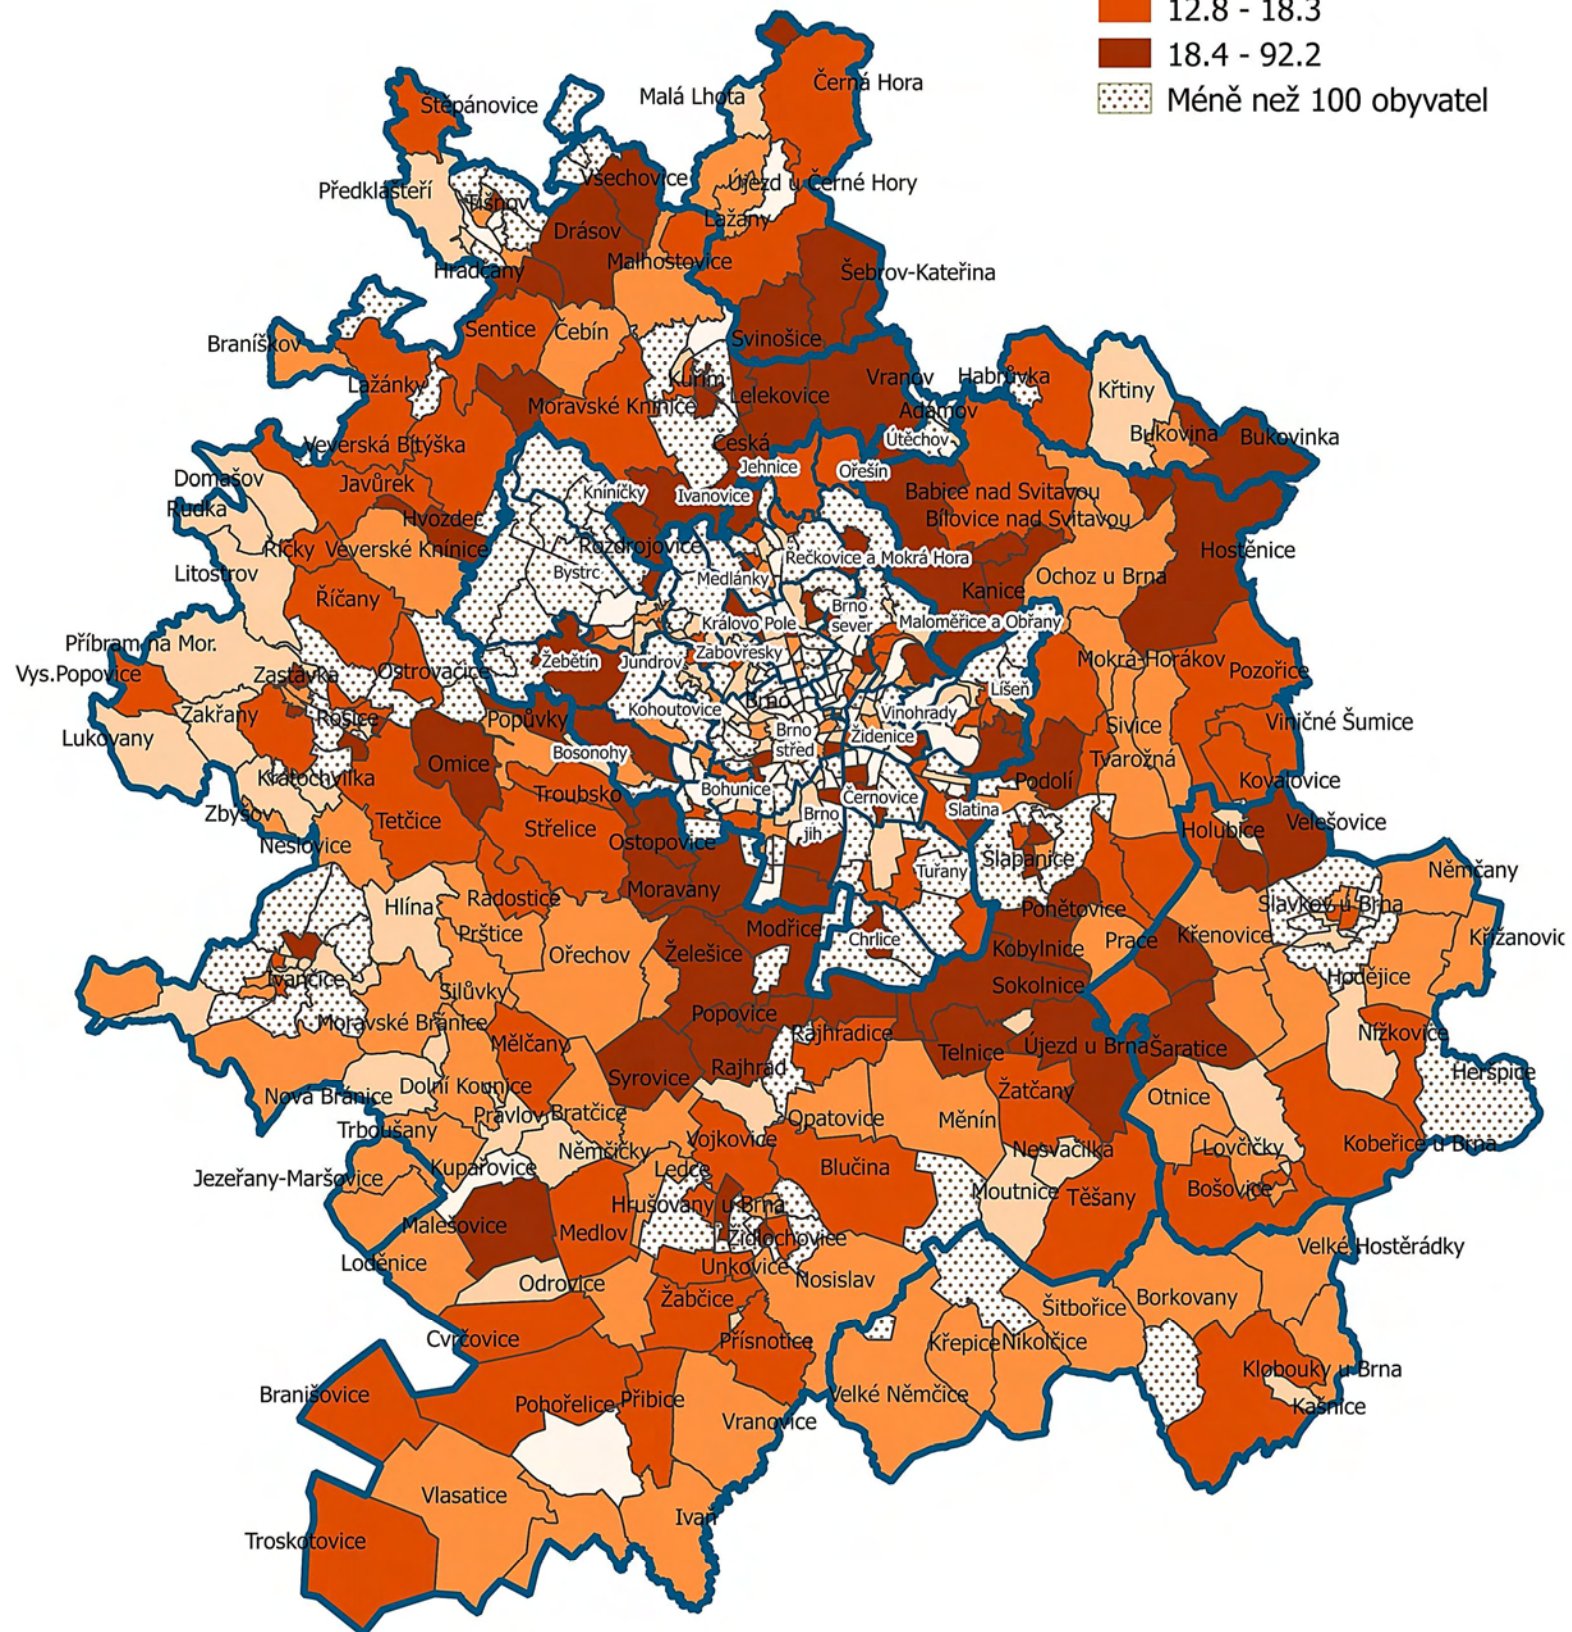 12.8 - 18.3
18.4 - 92.2
Méně než 100 obyvatel
Černá Hora
Malá Lhota
Štěpánovice
Všechovice
Újezd u Černé Hory
Předklášteří
Tišnov
Lažany
Drásov
Malhostovice
Hradčany
Šebrov-Kateřina
Sentice
Čebín
Svinošice
Braníškov
Lažánky
Kuřim
Vranov
Habrůvka
Křtiny
Lelekovice
Moravské Knínice
Adamov
Bukovina
Bukovinka
Česká
Útěchov
Veverská Bítýška
Jehnice
Ořešín
Domašov
Javůrek
Kníničky
Ivanovice
Babice nad Svitavou
Rudka
Hvozdec
Bílovice nad Svitavou
Říčky
Veverské Knínice
Rozdrojovice
Řečkovice a Mokrá Hora
Hostěnice
Litostrov
Bystrc
Medlánky
Kanice
Ochoz u Brna
Říčany
Brno
sever
Královo Pole
Maloměřice a Obřany
Příbram na Mor.
Žabovřesky
Žebětín
Jundrov
Mokrá-Horákov
Pozořice
Vys.Popovice
Zastávka
Ostrovačice
Líšeň
Zakřany
Rosice
Popůvky
Kohoutovice
Brno
Vinohrady
Sivice
Viničné Šumice
Lukovany
Bosonohy
Brno
střed
Židenice
Tvarožná
Omice
Kratochvilka
Podolí
Kovalovice
Troubsko
Bohunice
Černovice
Zbýšov
Tetčice
Střelice
Brno
jih
Slatina
Holubice
Velešovice
Neslovice
Ostopovice
Šlapanice
Tuřany
Němčany
Moravany
Radostice
Hlína
Ponětovice
Slavkov u Brna
Prštice
Modřice
Chrlice
Kobylnice
Prace
Křenovice
Křižanovic
Ořechov
Želešice
Ivančice
Silůvky
Sokolnice
Hodějice
Moravské Bránice
Popovice
Rajhradice
Nížkovice
Mělčany
Telnice
Újezd u Brna
Šaratice
Syrovice
Rajhrad
Heršpice
Nová Bránice
Dolní Kounice
Žatčany
Otnice
Pravlov
Bratčice
Opatovice
Měnín
Trboušany
Vojkovice
Kobeřice u Brna
Němčičky
Nesvačilka
Lovčičky
Jezeřany-Maršovice
Kupařovice
Ledce
Blučina
Moutnice
Těšany
Bošovice
Hrušovany u Brna
Malešovice
Medlov
Židlochovice
Velké Hostěrádky
Loděnice
Unkovice
Nosislav
Odrovice
Žabčice
Šitbořice
Borkovany
Cvrčovice
Přísnotice
Křepice
Nikolčice
Klobouky u Brna
Branišovice
Pohořelice
Přibice
Velké Němčice
Kašnice
Vranovice
Vlasatice
Ivaň
Troskotovice